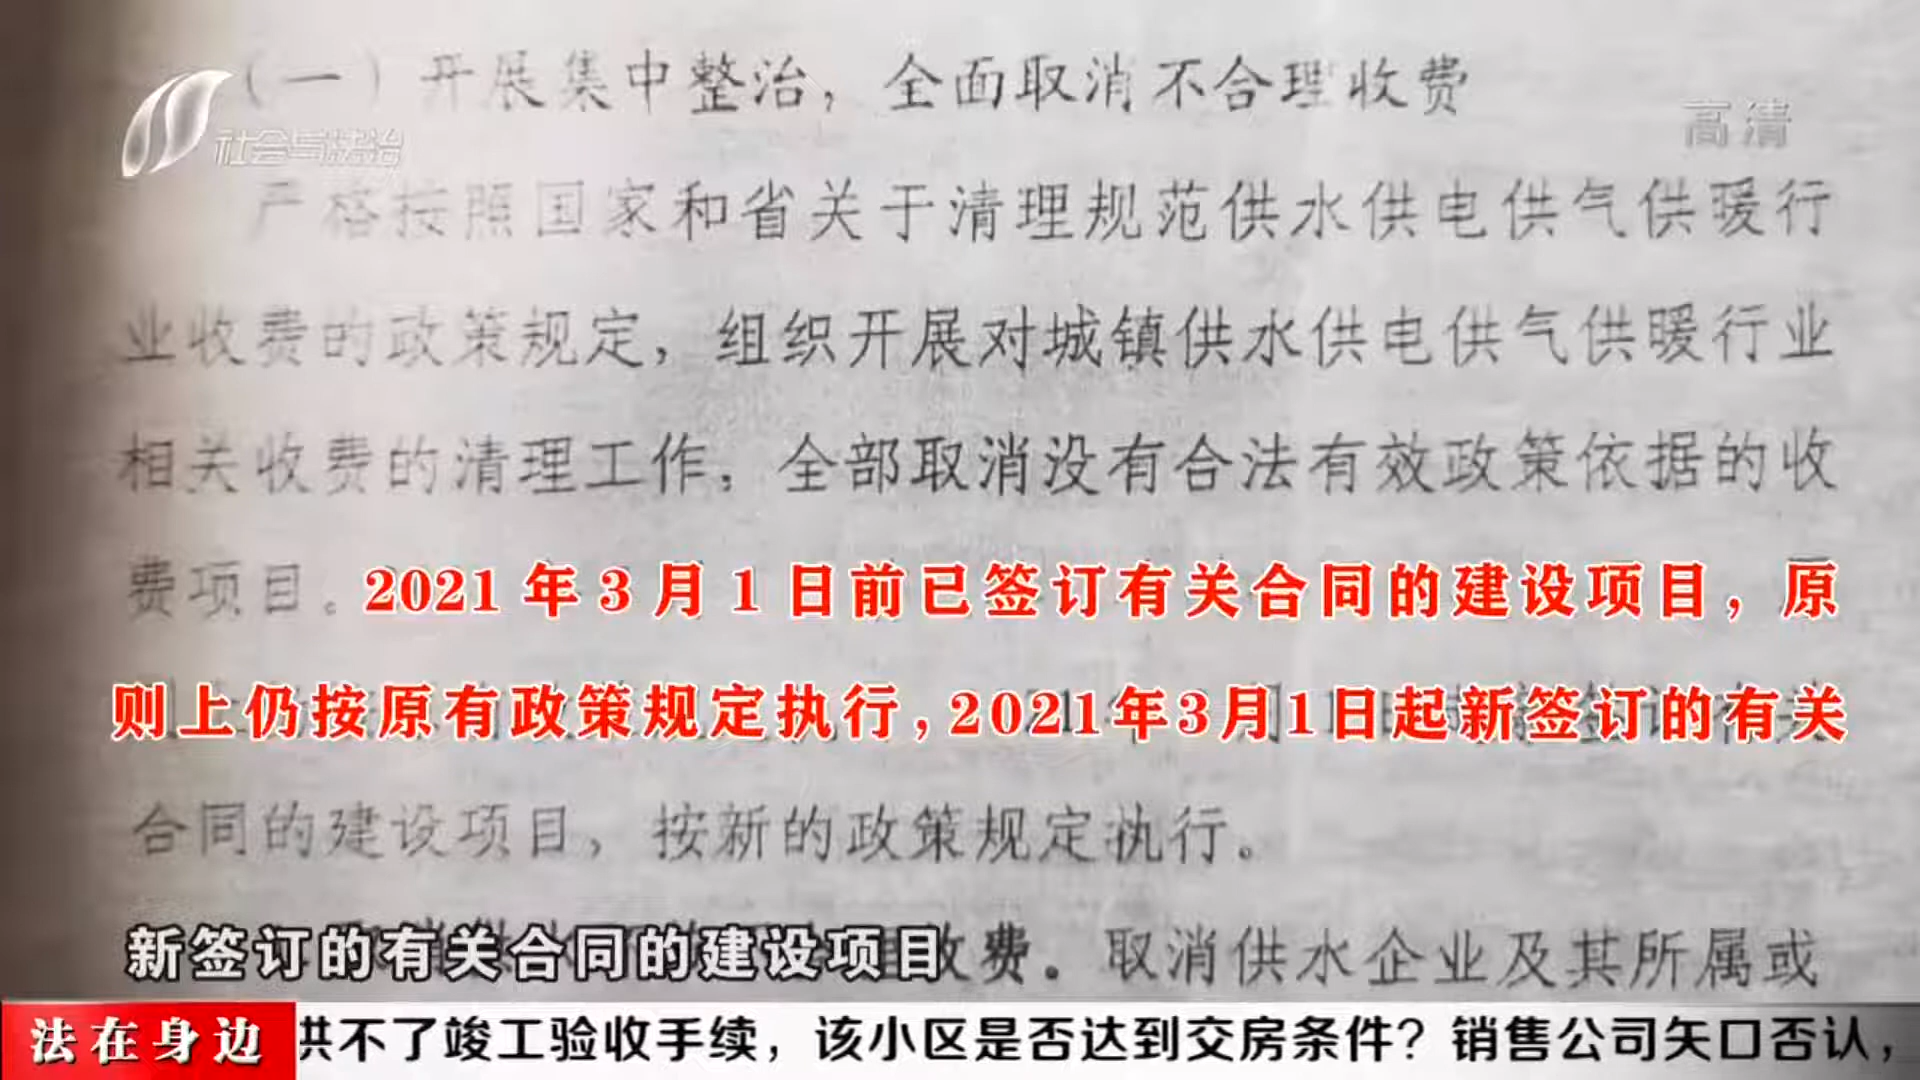 (一)开展集中整治，全面取消不合理收费
社会与法治
高清
严格按照国家和省关于清理规范供水供电供气供暖行
业收费的政策规定，组织开展对城镇供水供电供气供暖行业
相关收费的清理工作，全部取消没有合法有效政策依据的收
费项目。2021年3月1日前已签订有关合同的建设项目，原
则上仍按原有政策规定执行,2021年3月1日起新签订的有关
合同的建设项目，按新的政策规定执行。
收费。取消供水企业及其所属或
新签订的有关合同的建设项目
法在身边
供不了竣工验收手续，该小区是否达到交房条件？销售公司矢口否认，